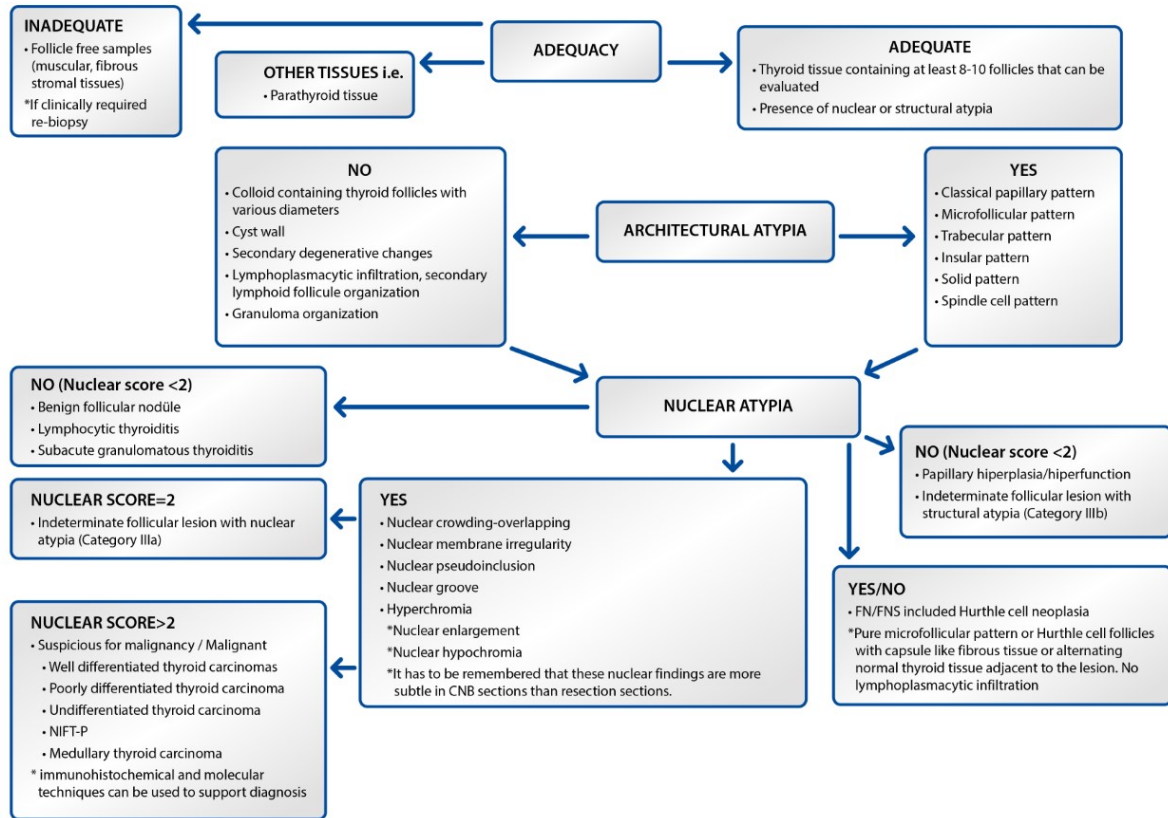 INADEQUATE
• Follicle free samples
(muscular, fibrous
stromal tissues)
*If clinically required
re-biopsy
ADEQUACY
OTHER TISSUES i.e.
• Parathyroid tissue
ADEQUATE
• Thyroid tissue containing at least 8-10 follicles that can be
evaluated
• Presence of nuclear or structural atypia
NO
• Colloid containing thyroid follicles with
various diameters
• Cyst wall
• Secondary degenerative changes
• Lymphoplasmacytic infiltration, secondary
lymphoid follicule organization
• Granuloma organization
ARCHITECTURAL ATYPIA
YES
• Classical papillary pattern
• Microfollicular pattern
• Trabecular pattern
• Insular pattern
• Solid pattern
• Spindle cell pattern
NO (Nuclear score <2)
• Benign follicular nodüle
• Lymphocytic thyroiditis
• Subacute granulomatous thyroiditis
NUCLEAR ATYPIA
NO (Nuclear score <2)
• Papillary hiperplasia/hiperfunction
• Indeterminate follicular lesion with
structural atypia (Category IIIb)
NUCLEAR SCORE=2
• Indeterminate follicular lesion with nuclear
atypia (Category IIIa)
YES
• Nuclear crowding-overlapping
• Nuclear membrane irregularity
• Nuclear pseudoinclusion
• Nuclear groove
• Hyperchromia
*Nuclear enlargement
*Nuclear hypochromia
*It has to be remembered that these nuclear findings are more
subtle in CNB sections than resection sections.
YES/NO
• FN/FNS included Hurthle cell neoplasia
*Pure microfollicular pattern or Hurthle cell follicles
with capsule like fibrous tissue or alternating
normal thyroid tissue adjacent to the lesion. No
lymphoplasmacytic infiltration
NUCLEAR SCORE>2
• Suspicious for malignancy / Malignant
• Well differentiated thyroid carcinomas
• Poorly differentiated thyroid carcinoma
• Undifferentiated thyroid carcinoma
• NIFT-P
• Medullary thyroid carcinoma
* immunohistochemical and molecular
techniques can be used to support diagnosis